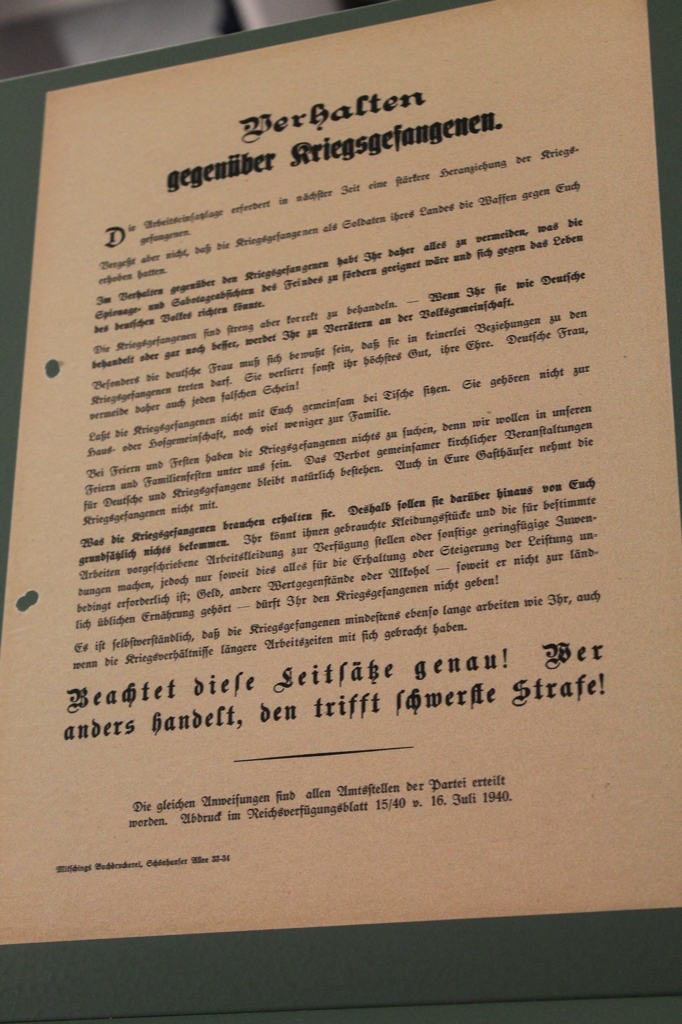 Verhalten
gegenüber Kriegsgefangenen.
Die Arbeitseinsatzlage erfordert in nächster Zeit eine stärkere Heranziehung der Kriegs-
gefangenen.
Vergeßt aber nicht, daß die Kriegsgefangenen als Soldaten ihres Landes die Waffen gegen Euch
erhoben hatten.
Im Verhalten gegenüber den Kriegsgefangenen habt Ihr daher alles zu vermeiden, was die
Spionage- und Sabotageabsichten des Feindes zu fördern geeignet wäre und sich gegen das Leben
des deutschen Volkes richten könnte.
Die Kriegsgefangenen sind streng aber korrekt zu behandeln. — Wenn Ihr sie wie Deutsche
behandelt oder gar noch besser, werdet Ihr zu Verrätern an der Volksgemeinschaft.
Besonders die deutsche Frau muß sich bewußt sein, daß sie in keinerlei Beziehungen zu den
Kriegsgefangenen treten darf. Sie verliert sonst ihr höchstes Gut, ihre Ehre. Deutsche Frau,
vermeide daher auch jeden falschen Schein!
Laßt die Kriegsgefangenen nicht mit Euch gemeinsam bei Tische sitzen. Sie gehören nicht zur
Haus- oder Hofgemeinschaft, noch viel weniger zur Familie.
Bei Feiern und Festen haben die Kriegsgefangenen nichts zu suchen, denn wir wollen in unseren
Feiern und Familienfesten unter uns sein. Das Verbot gemeinsamer kirchlicher Veranstaltungen
für Deutsche und Kriegsgefangene bleibt natürlich bestehen. Auch in Eure Gasthäuser nehmt die
Kriegsgefangenen nicht mit.
Was die Kriegsgefangenen brauchen erhalten sie. Deshalb sollen sie darüber hinaus von Euch
grundsätzlich nichts bekommen. Ihr könnt ihnen gebrauchte Kleidungsstücke und die für bestimmte
Arbeiten vorgeschriebene Arbeitskleidung zur Verfügung stellen oder sonstige geringfügige Zuwen-
dungen machen, jedoch nur soweit dies alles für die Erhaltung oder Steigerung der Leistung un-
bedingt erforderlich ist; Geld, andere Wertgegenstände oder Alkohol — soweit er nicht zur länd-
lich üblichen Ernährung gehört — dürft Ihr den Kriegsgefangenen nicht geben!
Es ist selbstverständlich, daß die Kriegsgefangenen mindestens ebenso lange arbeiten wie Ihr, auch
wenn die Kriegsverhältnisse längere Arbeitszeiten mit sich gebracht haben.
Beachtet diese Leitsätze genau! Wer
anders handelt, den trifft schwerste Strafe!
Die gleichen Anweisungen sind allen Amtsstellen der Partei erteilt
worden. Abdruck im Reichsverfügungsblatt 15/40 v. 16. Juli 1940.
Mitschings Buchdruckerei, Schönhauser Allee 33-34